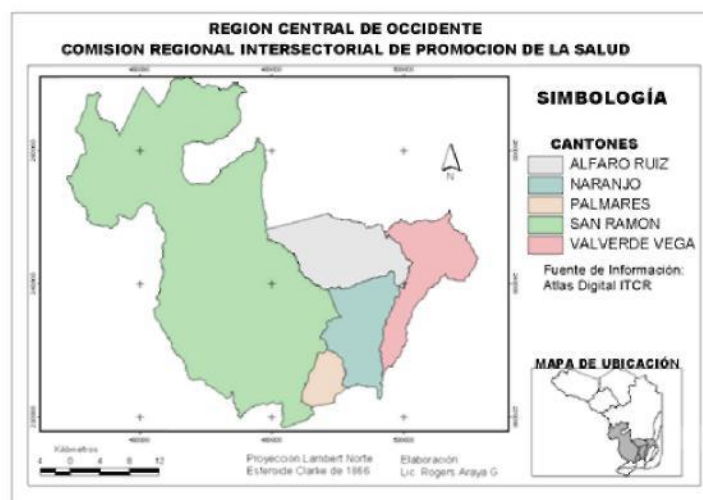 REGION CENTRAL DE OCCIDENTE
COMISION REGIONAL INTERSECTORIAL DE PROMOCION DE LA SALUD
SIMBOLOGÍA
CANTONES
ALFARO RUIZ
NARANJO
PALMARES
SAN RAMON
VALVERDE VEGA
Fuente de Información:
Atlas Digital ITCR
N
MAPA DE UBICACIÓN
Kilómetros
4 0 4 8 12
Proyección Lambert Norte
Esferoide Clarke de 1866
Elaboración
Lic. Rogers Araya G